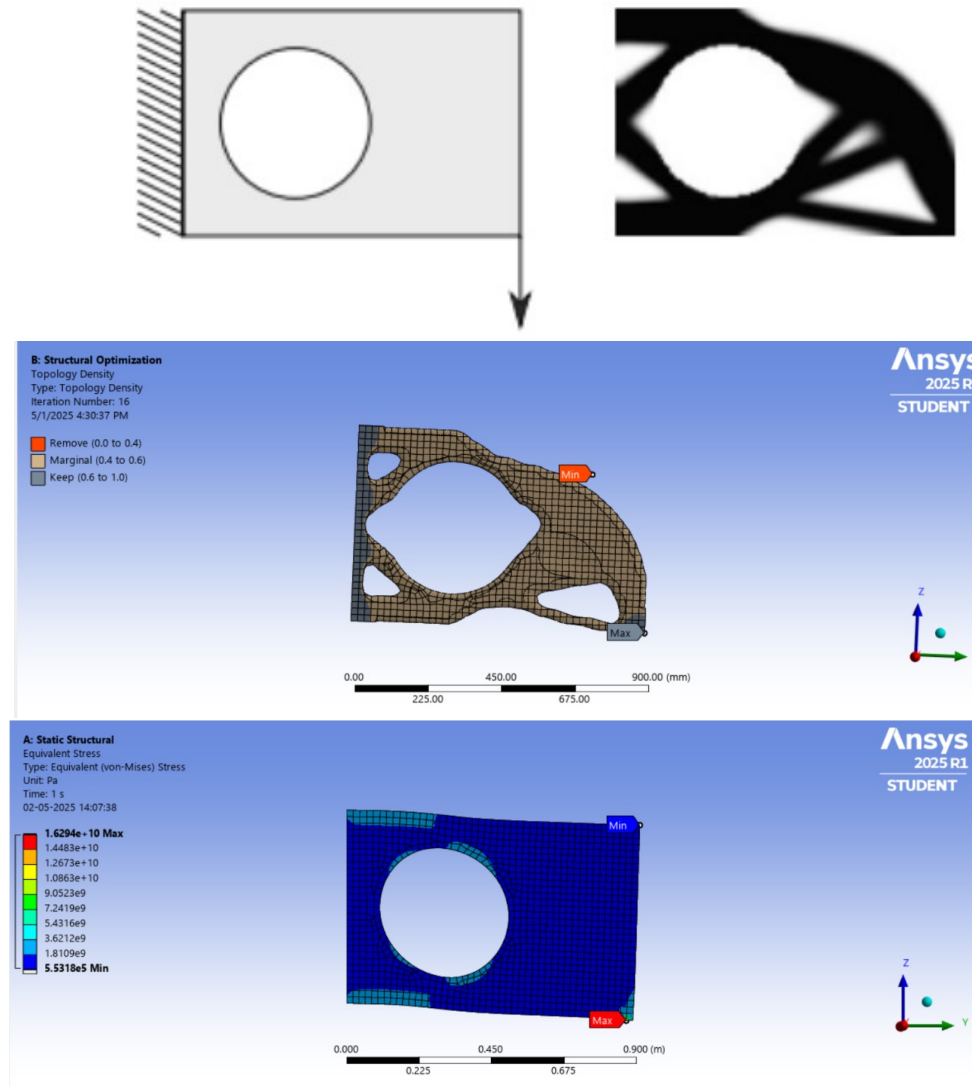 B: Structural Optimization
Topology Density
Type: Topology Density
Iteration Number: 16
5/1/2025 4:30:37 PM
Remove (0.0 to 0.4)
Marginal (0.4 to 0.6)
Keep (0.6 to 1.0)
Ansys
2025 R
STUDENT
Min
Max
Z
0.00 450.00 900.00 (mm)
225.00 675.00
A: Static Structural
Equivalent Stress
Type: Equivalent (von-Mises) Stress
Unit: Pa
Time: 1 s
02-05-2025 14:07:38
1.6294e+10 Max
1.4483e+10
1.2673e+10
1.0863e+10
9.0523e9
7.2419e9
5.4316e9
3.6212e9
1.8109e9
5.5318e5 Min
Ansys
2025 R1
STUDENT
Min
Max
Z
Y
0.000 0.450 0.900 (m)
0.225 0.675